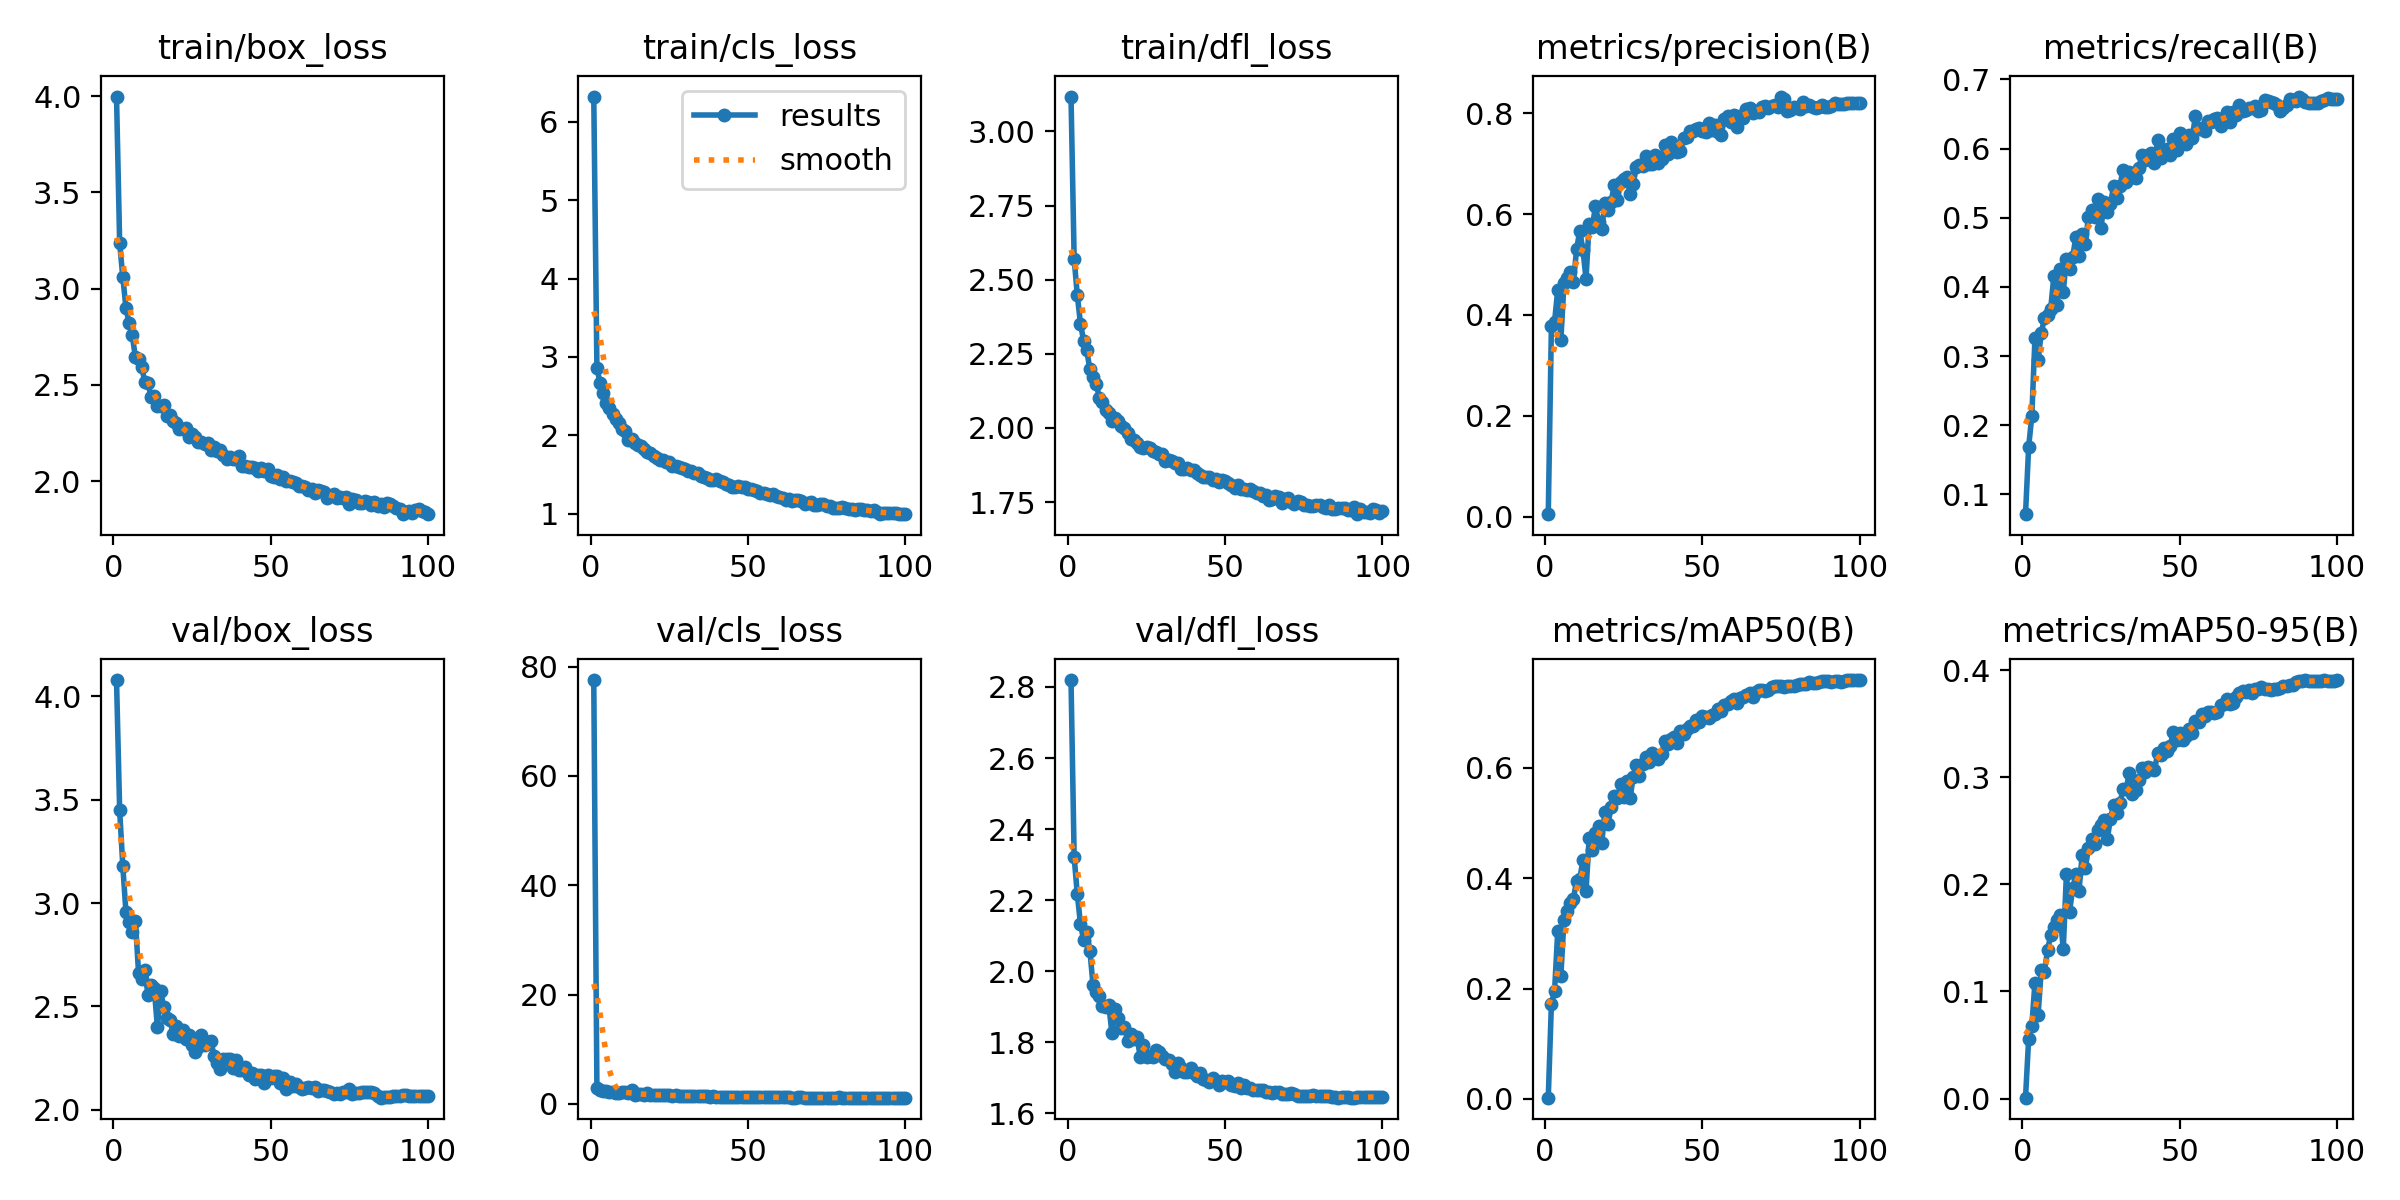 train/box_loss
4.0
3.5
3.0
2.5
2.0
0 50 100
train/cls_loss
results
smooth
6
5
4
3
2
1
0 50 100
train/dfl_loss
3.00
2.75
2.50
2.25
2.00
1.75
0 50 100
metrics/precision(B)
0.8
0.6
0.4
0.2
0.0
0 50 100
metrics/recall(B)
0.7
0.6
0.5
0.4
0.3
0.2
0.1
0 50 100
val/box_loss
4.0
3.5
3.0
2.5
2.0
0 50 100
val/cls_loss
80
60
40
20
0
0 50 100
val/dfl_loss
2.8
2.6
2.4
2.2
2.0
1.8
1.6
0 50 100
metrics/mAP50(B)
0.6
0.4
0.2
0.0
0 50 100
metrics/mAP50-95(B)
0.4
0.3
0.2
0.1
0.0
0 50 100